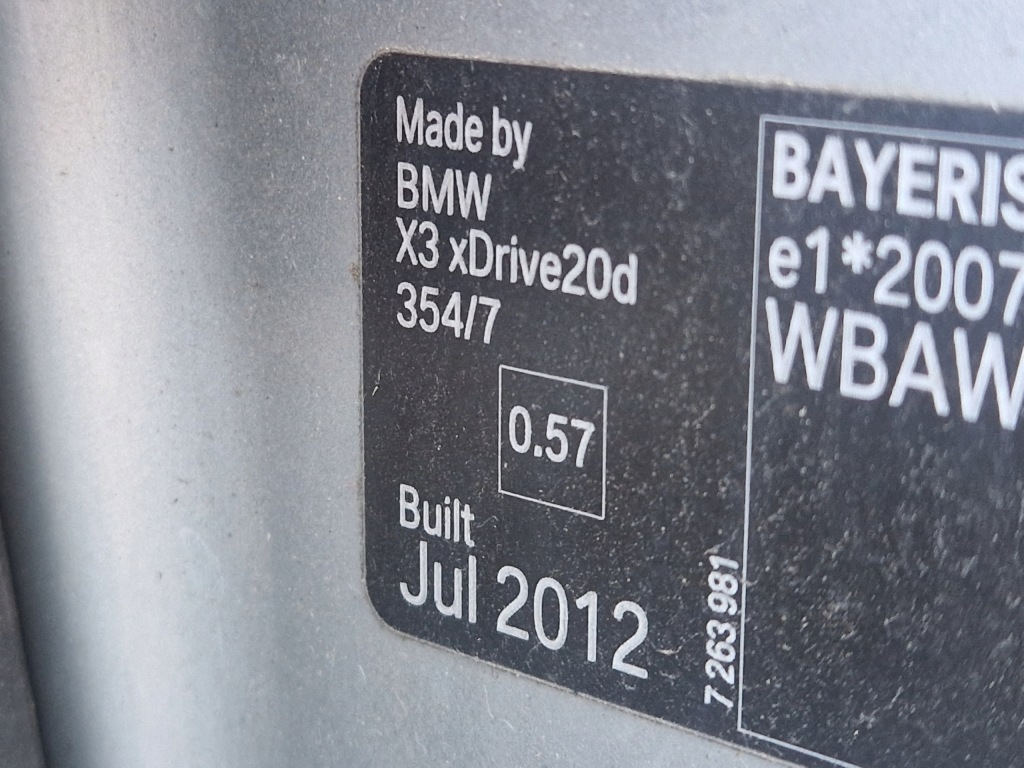 Made by
BMW
X3 xDrive20d
354/7
0.57
Built
Jul 2012
7 263 981
BAYERIS
e1*2007
WBAW